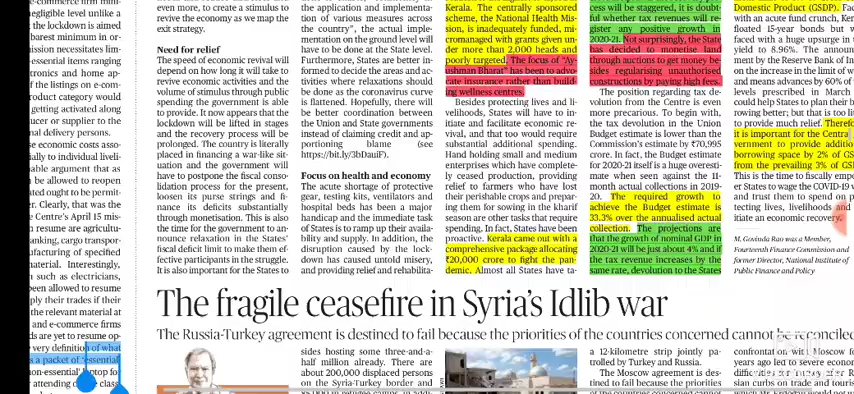 e-commerce firm mini-
negligible level unlike a
the lockdown is aimed
barest minimum in or-
mission necessitates lim-
-essential items ranging
tronics and home ap-
f the listings on e-com-
roduct category would
getting activated along
ucer or supplier to the
nal delivery persons.
se economic costs asso-
ially to individual liveli-
nable argument that as
be allowed to reopen
ated ought to be permit-
er. Clearly, that was the
e Centre's April 15 mis-
resume are agricultu-
anking, cargo transpor-
ufacturing of specified
naterial. Interestingly,
such as electricians,
been allowed to resume
ply their trades if their
the relevant material at
and e-commerce firms
ds are yet to resume op-
very definition of what
s a packet of 'essential'
non-essential' laptop for
attending class
even more, to create a stimulus to
revive the economy as we map the
exit strategy.
Need for relief
The speed of economic revival will
depend on how long it will take to
revive economic activities and the
volume of stimulus through public
spending the government is able
to provide. It now appears that the
lockdown will be lifted in stages
and the recovery process will be
prolonged. The country is literally
placed in financing a war-like sit-
uation and the government will
have to postpone the fiscal conso-
lidation process for the present,
loosen its purse strings and fi-
nance its deficits substantially
through monetisation. This is also
the time for the government to an-
nounce relaxation in the States'
fiscal deficit limit to make them ef-
fective participants in the struggle.
It is also important for the States to
the application and implementa-
tion of various measures across
the country", the actual imple-
mentation on the ground level will
have to be done at the State level.
Furthermore, States are better in-
formed to decide the areas and ac-
tivities where relaxations should
be done as the coronavirus curve
is flattened. Hopefully, there will
be better coordination between
the Union and State governments
instead of claiming credit and ap-
portioning blame (see
https://bit.ly/3bDauiF).
Focus on health and economy
The acute shortage of protective
gear, testing kits, ventilators and
hospital beds has been a major
handicap and the immediate task
of States is to ramp up their availa-
bility and supply. In addition, the
disruption caused by the lock-
down has caused untold misery,
and providing relief and rehabilita-
Kerala. The centrally sponsored
scheme, the National Health Mis-
sion, is inadequately funded, mi-
cromanaged with grants given un-
der more than 2,000 heads and
poorly targeted. The focus of "Ay-
ushman Bharat" has been to advo-
cate insurance rather than build-
ing wellness centres.
Besides protecting lives and li-
velihoods, States will have to in-
itiate and facilitate economic re-
vival, and that too would require
substantial additional spending.
Hand holding small and medium
enterprises which have complete-
ly ceased production, providing
relief to farmers who have lost
their perishable crops and prepar-
ing them for sowing in the kharif
season are other tasks that require
spending. In fact, States have been
proactive. Kerala came out with a
comprehensive package allocating
₹20,000 crore to fight the pan-
demic. Almost all States have ta-
cess will be staggered, it is doubt-
ful whether tax revenues will re-
gister any positive growth in
2020-21. Not surprisingly, the State
has decided to monetise land
through auctions to get money be-
sides regularising unauthorised
constructions by paying high fees.
The position regarding tax de-
volution from the Centre is even
more precarious. To begin with,
the tax devolution in the Union
Budget estimate is lower than the
Commission's estimate by ₹70,995
crore. In fact, the Budget estimate
for 2020-21 itself is a huge overesti-
mate when seen against the 11-
month actual collections in 2019-
20. The required growth to
achieve the Budget estimate is
33.3% over the annualised actual
collection. The projections are
that the growth of nominal GDP in
2020-21 will be just about 4% and if
the tax revenue increases by the
same rate, devolution to the States
Domestic Product (GSDP). Fac
with an acute fund crunch, Ker
floated 15-year bonds but w
faced with a huge upsurge in
yield to 8.96%. The announ
ment by the Reserve Bank of In
on the increase in the limit of w
and means advances by 60% of
levels prescribed in March
could help States to plan their b
rowing better; but that is too li
to provide much relief. Therefo
it is important for the Central
vernment to provide additio
borrowing space by 2% of GS
from the prevailing 3% of GSI
This is the time to fiscally empow
er States to wage the COVID-19 w
and trust them to spend on p
tecting lives, livelihoods and
itiate an economic recovery.
M. Govinda Rao was a Member,
Fourteenth Finance Commission and
former Director, National Institute of
Public Finance and Policy
The fragile ceasefire in Syria's Idlib war
The Russia-Turkey agreement is destined to fail because the priorities of the countries concerned cannot be reconciled
sides hosting some three-and-a-
half million already. There are
about 200,000 displaced persons
on the Syria-Turkey border and
a 12-kilometre strip jointly pa-
trolled by Turkey and Russia.
The Moscow agreement is des-
tined to fail because the priorities
confrontation with Moscow f
years ago led to severe econom
sian curbs on trade and touris